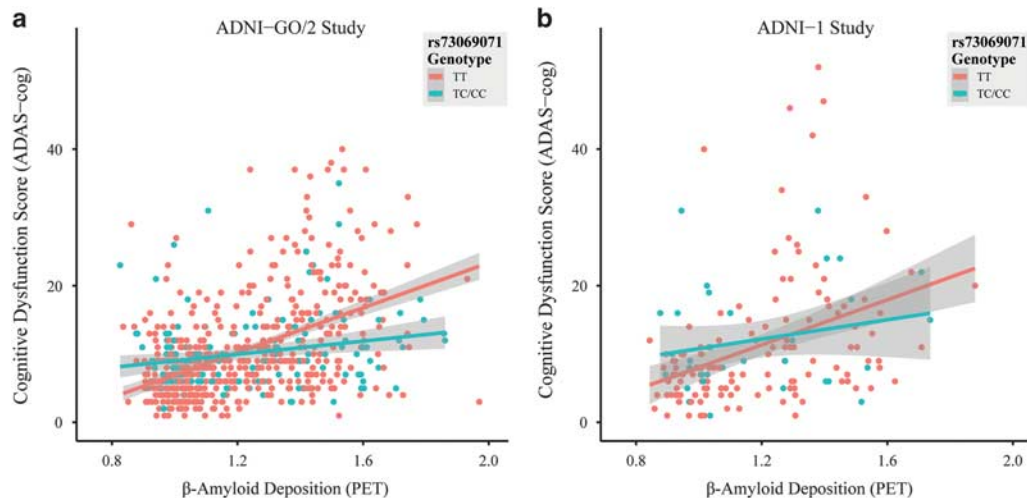 a
ADNI−GO/2 Study
rs73069071
Genotype
TT
TC/CC
Cognitive Dysfunction Score (ADAS−cog)
40
20
0
0.8 1.2 1.6 2.0
β-Amyloid Deposition (PET)
b
ADNI−1 Study
rs73069071
Genotype
TT
TC/CC
Cognitive Dysfunction Score (ADAS−cog)
40
20
0
0.8 1.2 1.6 2.0
β-Amyloid Deposition (PET)